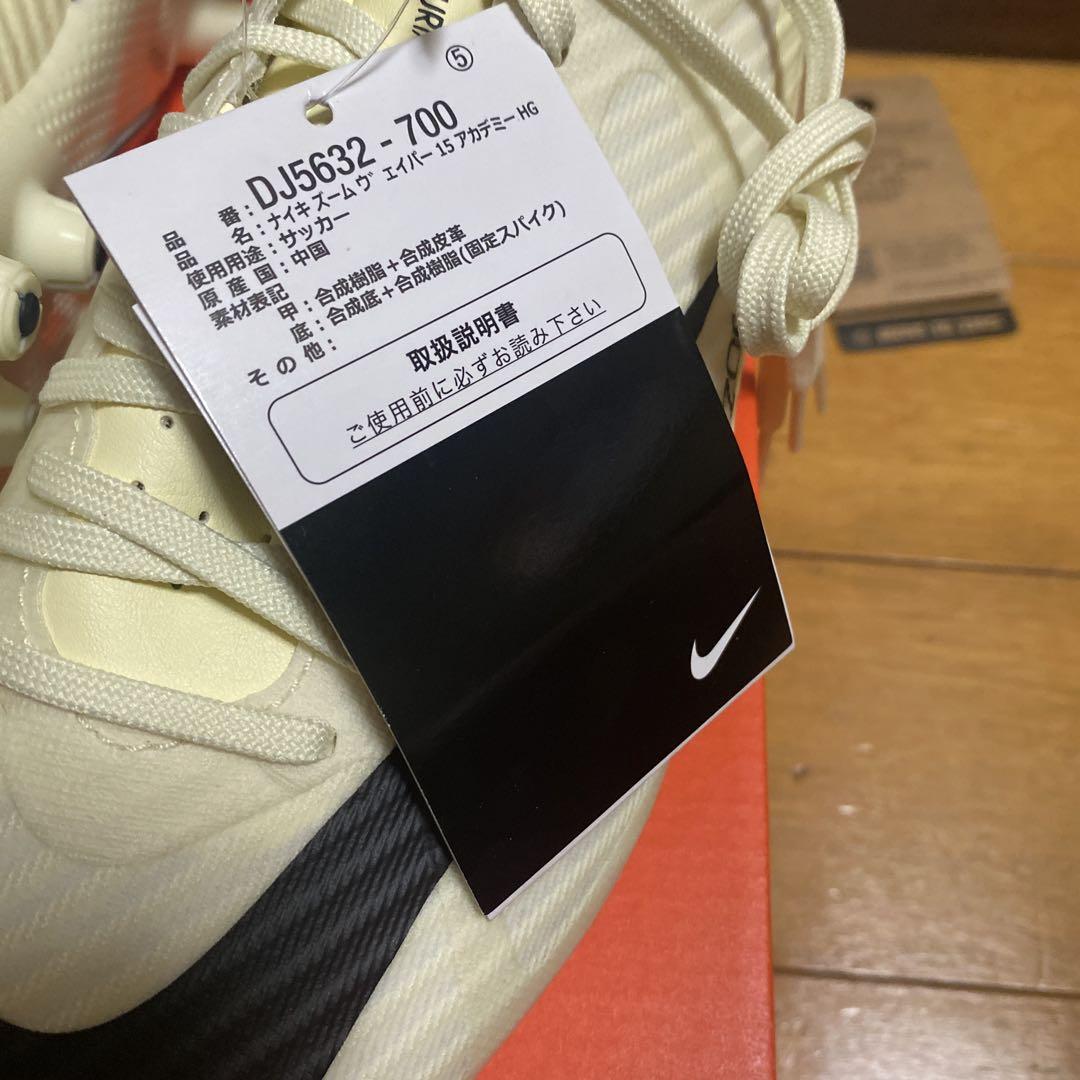 ⑤
品番：DJ5632 - 700
品名：ナイキ ズーム ヴ ェイパー 15 アカデミー HG
使用用途：サッカー
原産国：中国
素材表記
甲：合成樹脂＋合成皮革
底：合成底＋合成樹脂(固定スパイク)
その他：
取扱説明書
ご使用前に必ずお読み下さい